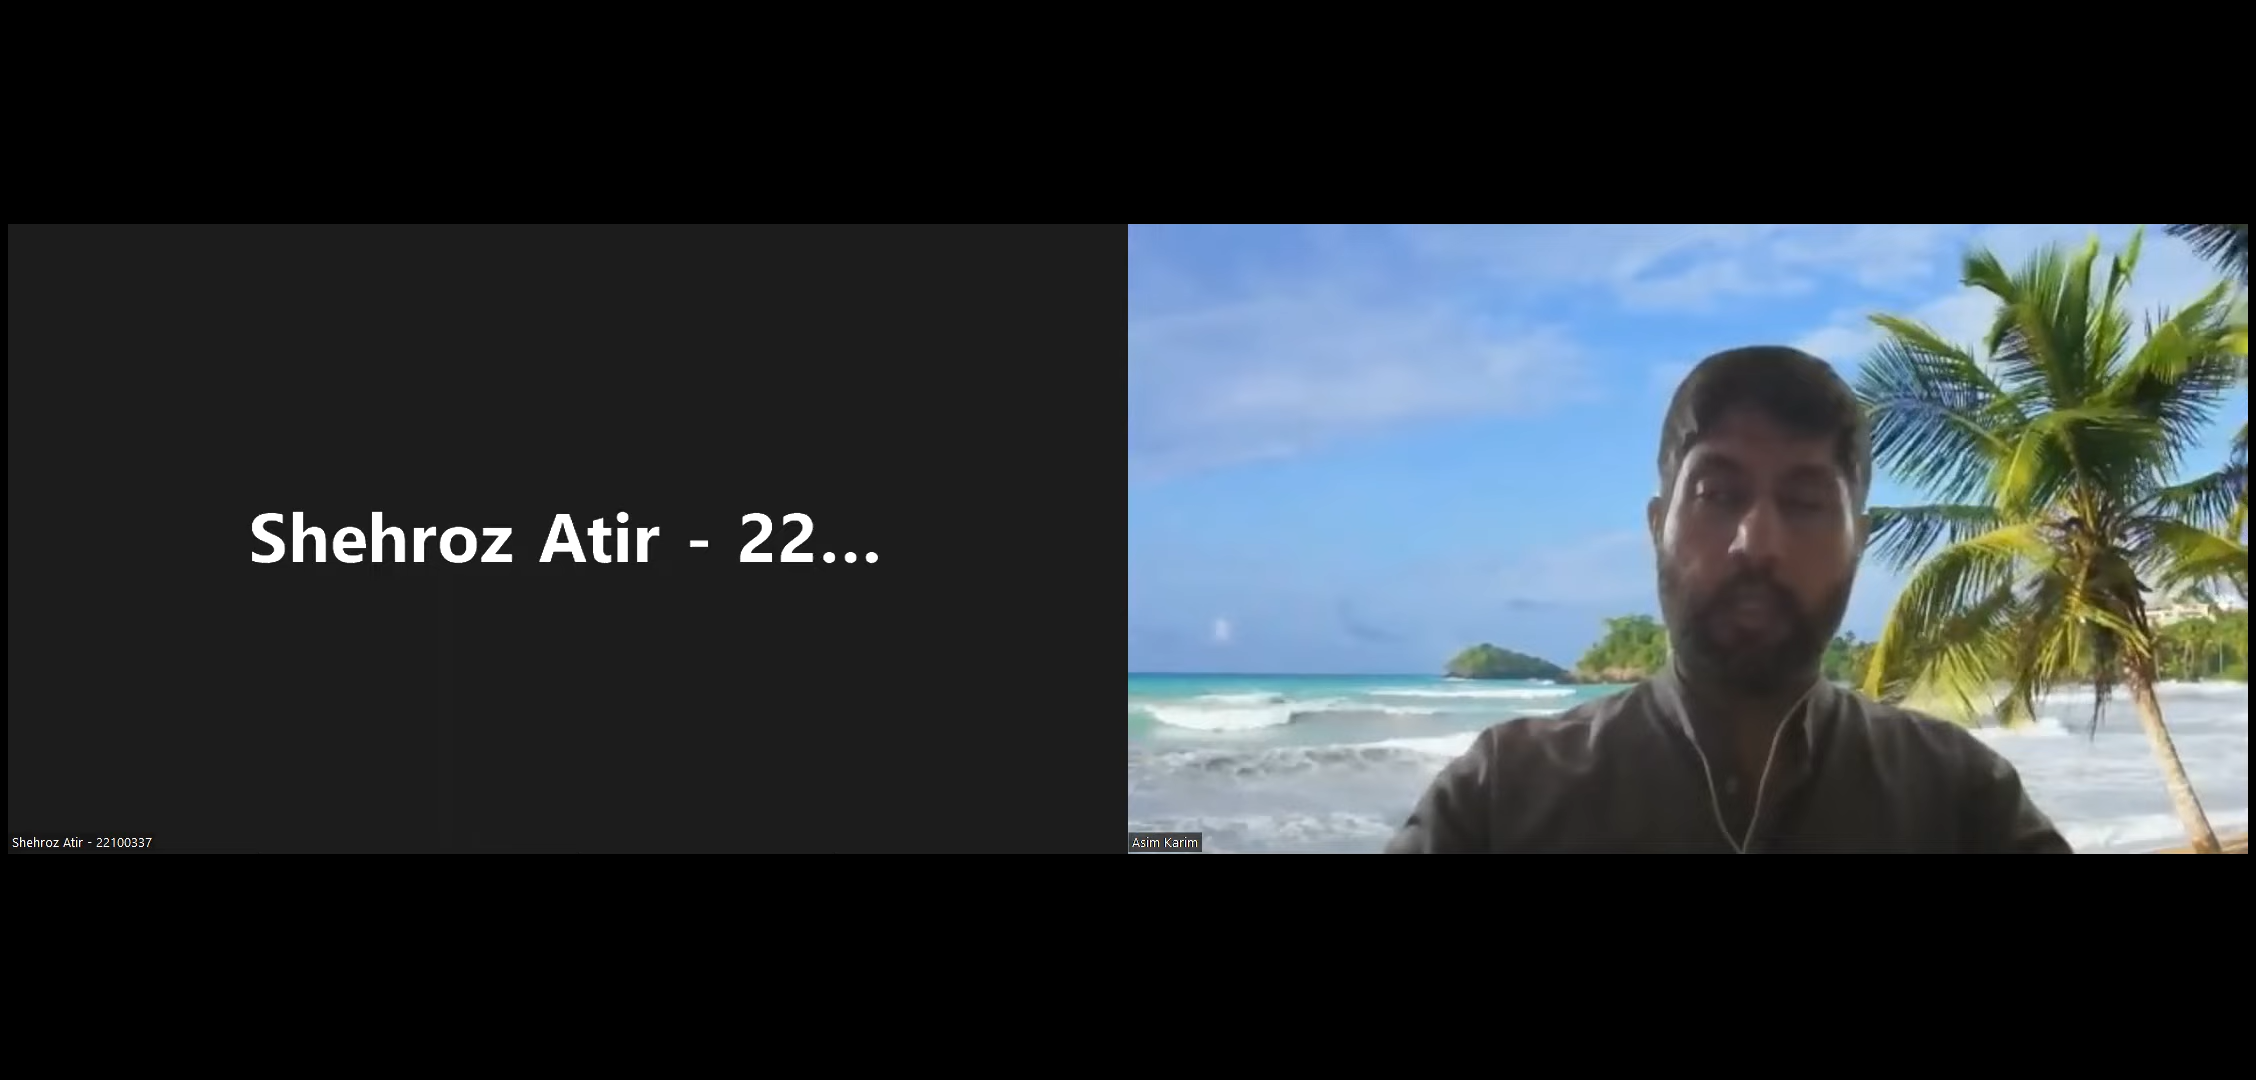 Shehroz Atir - 22...
Shehroz Atir - 22100337
Asim Karim